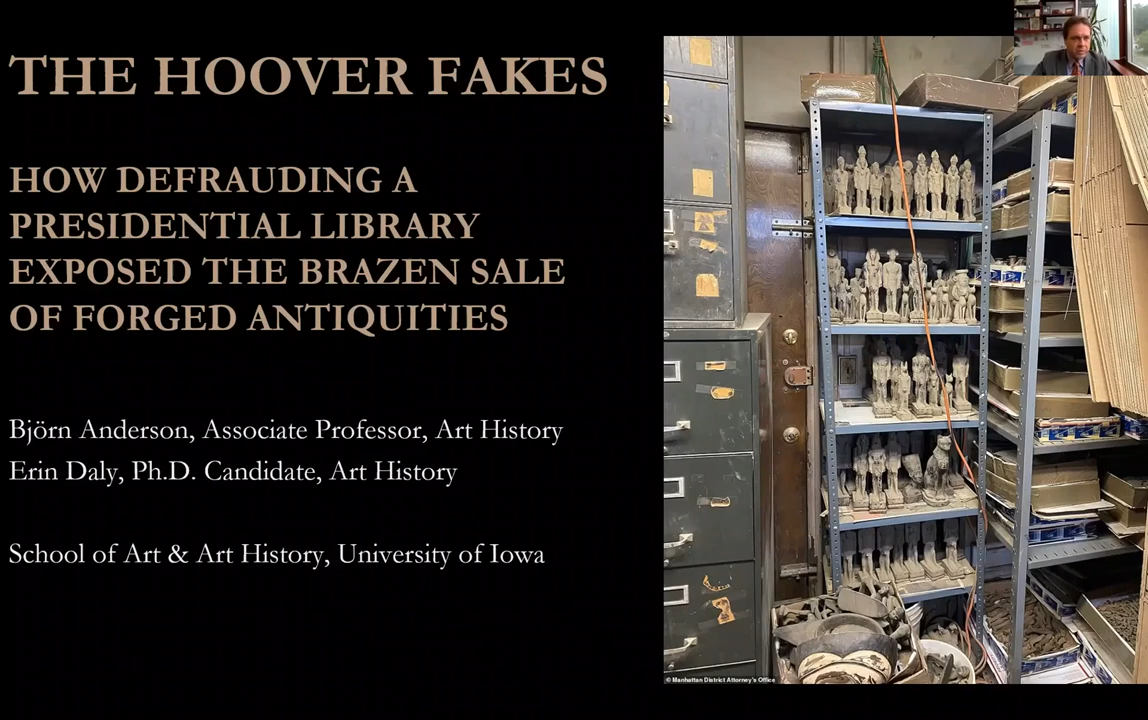 THE HOOVER FAKES
HOW DEFRAUDING A
PRESIDENTIAL LIBRARY
EXPOSED THE BRAZEN SALE
OF FORGED ANTIQUITIES
Björn Anderson, Associate Professor, Art History
Erin Daly, Ph.D. Candidate, Art History
School of Art & Art History, University of Iowa
© Manhattan District Attorney's Office